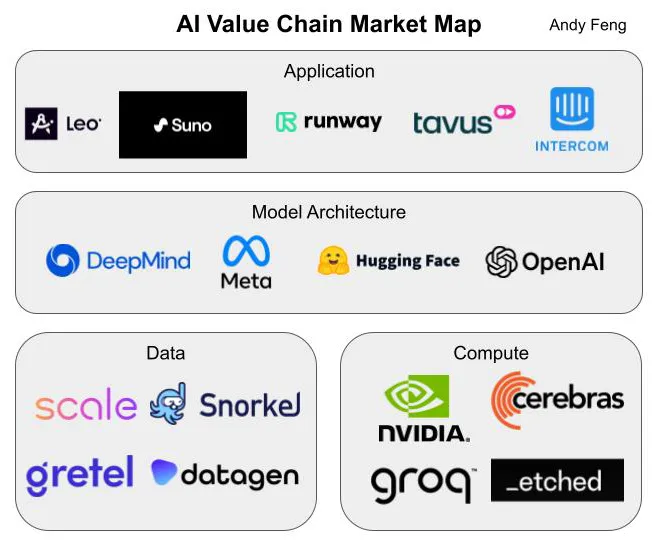 AI Value Chain Market Map
Andy Feng
Application
Leo
Suno
runway
tavus
INTERCOM
Model Architecture
DeepMind
Meta
Hugging Face
OpenAI
Data
scale
Snorkel
gretel
datagen
Compute
NVIDIA.
cerebras
groq™
_etched